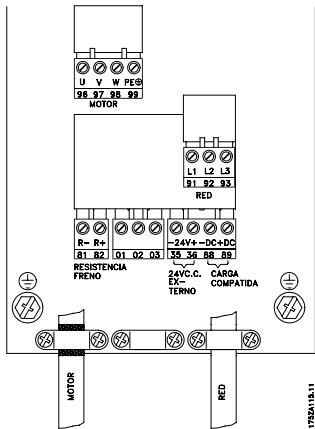 U V W PE
96 97 98 99
MOTOR
L1 L2 L3
91 92 93
RED
R- R+ -24V+ -DC+DC
81 82 01 02 03 35 36 88 89
RESISTENCIA
FRENO
24VC.C.
EX-
TERNO
CARGA
COMPATIDA
MOTOR
RED
175ZA113.11